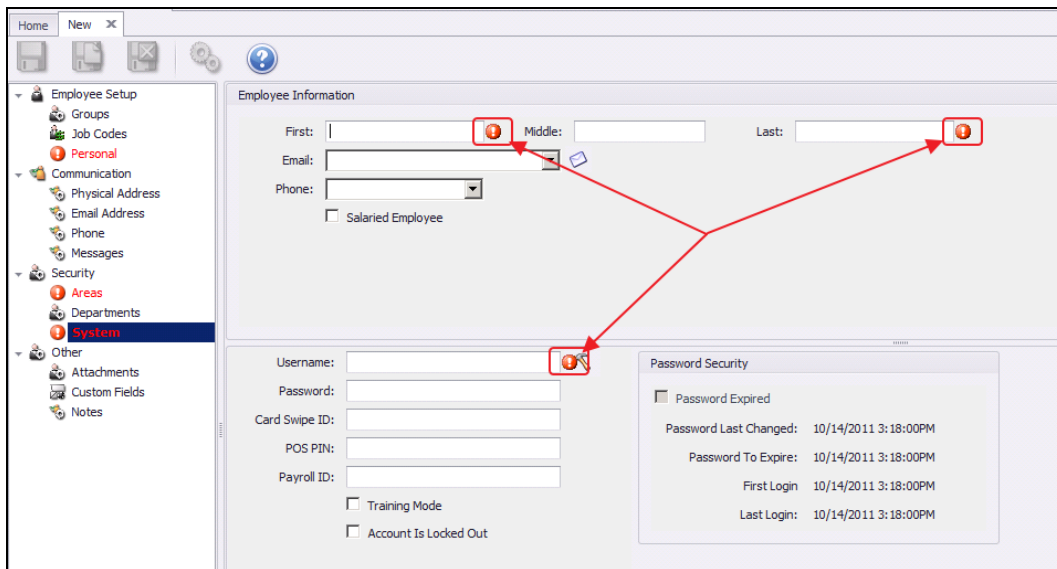 Home New X
Employee Setup
Groups
Job Codes
Personal
Communication
Physical Address
Email Address
Phone
Messages
Security
Areas
Departments
System
Other
Attachments
Custom Fields
Notes
Employee Information
First: Middle: Last:
Email:
Phone:
Salaried Employee
Username:
Password:
Card Swipe ID:
POS PIN:
Payroll ID:
Training Mode
Account Is Locked Out
Password Security
Password Expired
Password Last Changed: 10/14/2011 3:18:00PM
Password To Expire: 10/14/2011 3:18:00PM
First Login 10/14/2011 3:18:00PM
Last Login: 10/14/2011 3:18:00PM